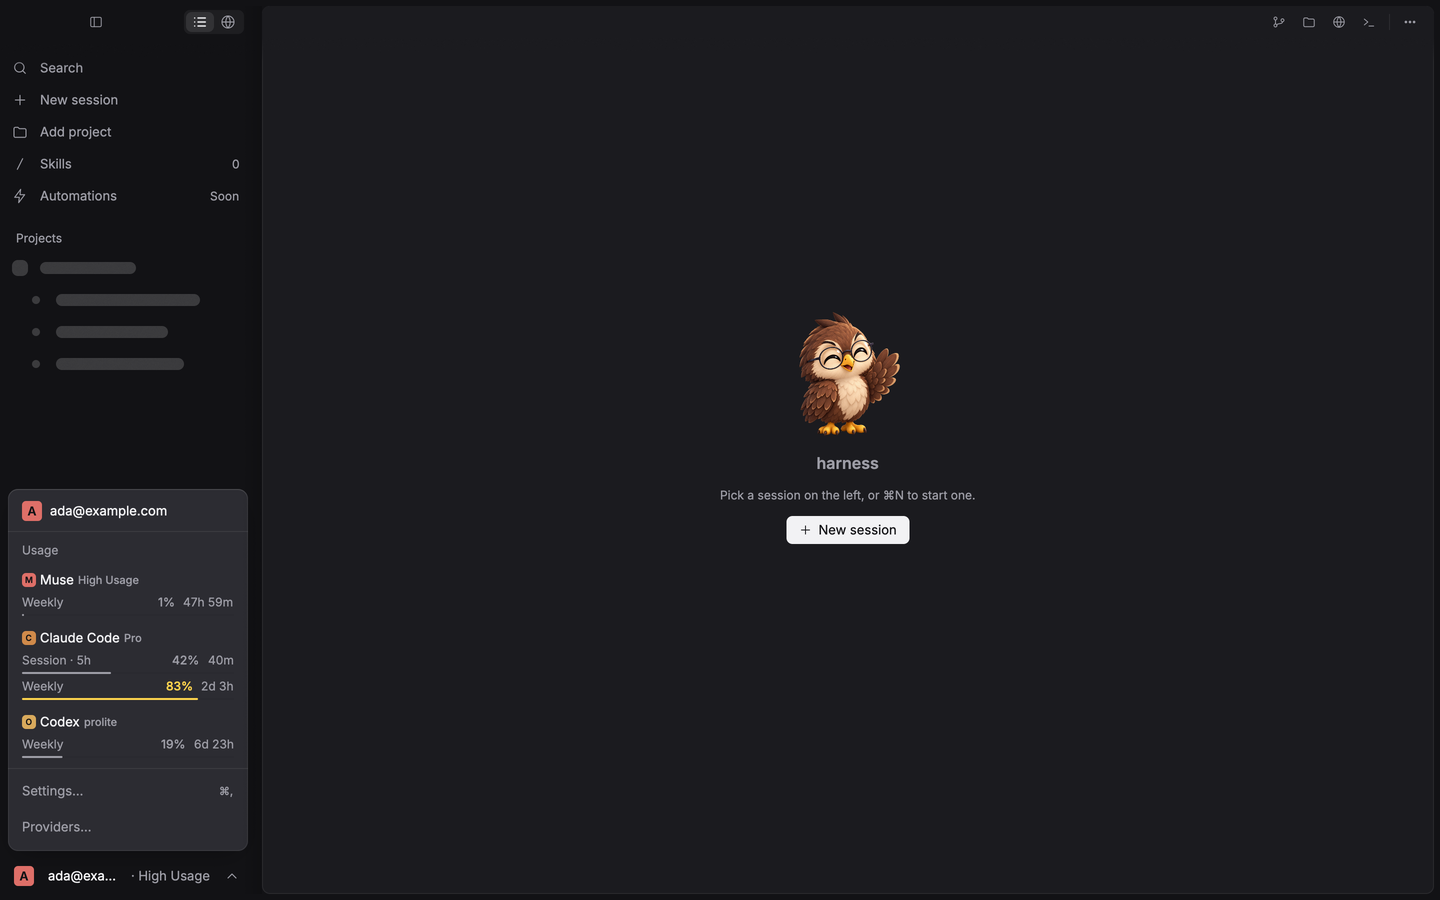 Search
New session
Add project
Skills 0
Automations Soon
Projects
A ada@example.com
Usage
M Muse High Usage
Weekly 1% 47h 59m
C Claude Code Pro
Session · 5h 42% 40m
Weekly 83% 2d 3h
O Codex prolite
Weekly 19% 6d 23h
Settings... ⌘,
Providers...
A ada@exa... · High Usage
harness
Pick a session on the left, or ⌘N to start one.
+ New session